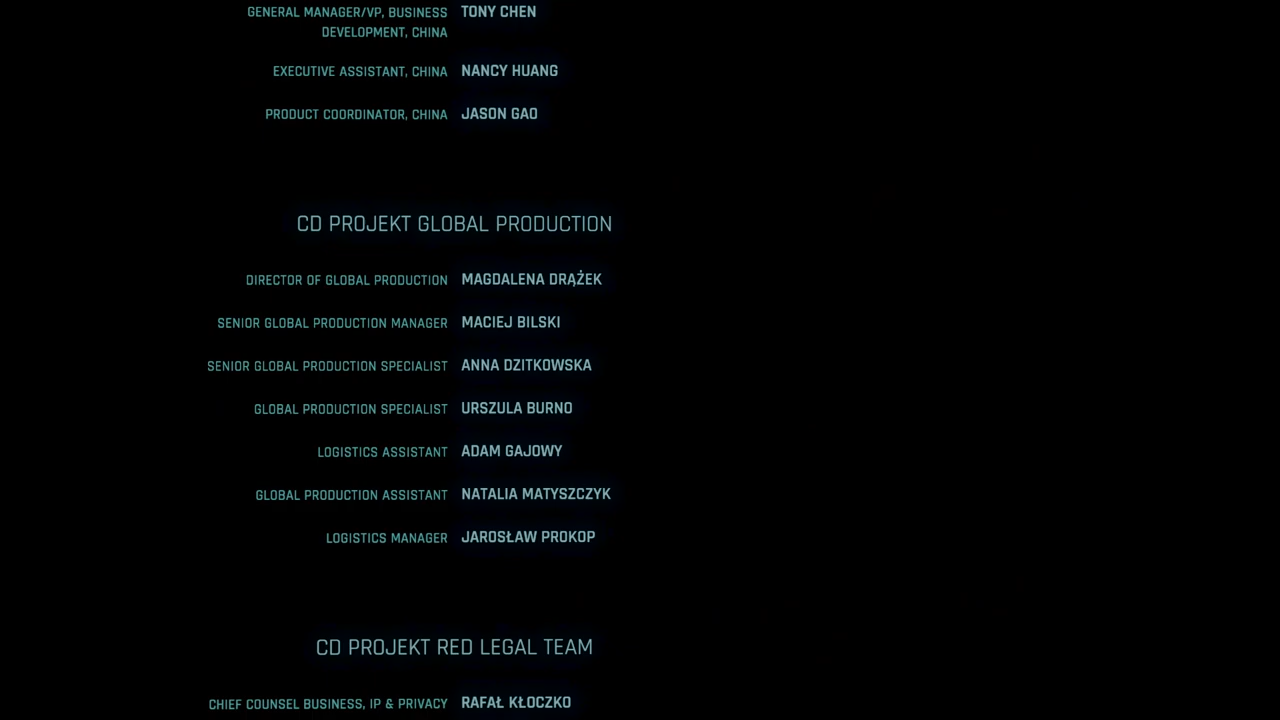 GENERAL MANAGER/VP, BUSINESS DEVELOPMENT, CHINA TONY CHEN
EXECUTIVE ASSISTANT, CHINA NANCY HUANG
PRODUCT COORDINATOR, CHINA JASON GAO
CD PROJEKT GLOBAL PRODUCTION
DIRECTOR OF GLOBAL PRODUCTION MAGDALENA DRĄŻEK
SENIOR GLOBAL PRODUCTION MANAGER MACIEJ BILSKI
SENIOR GLOBAL PRODUCTION SPECIALIST ANNA DZITKOWSKA
GLOBAL PRODUCTION SPECIALIST URSZULA BURNO
LOGISTICS ASSISTANT ADAM GAJOWY
GLOBAL PRODUCTION ASSISTANT NATALIA MATYSZCZYK
LOGISTICS MANAGER JAROSŁAW PROKOP
CD PROJEKT RED LEGAL TEAM
CHIEF COUNSEL BUSINESS, IP & PRIVACY RAFAŁ KŁOCZKO